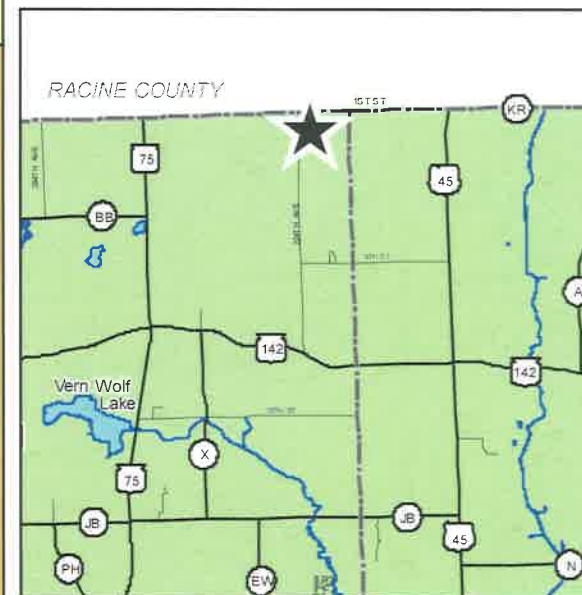 RACINE COUNTY
1ST ST
KR
75
45
BB
A
142
142
Vern Wolf
Lake
X
75
JB
JB
45
PH
EW
N